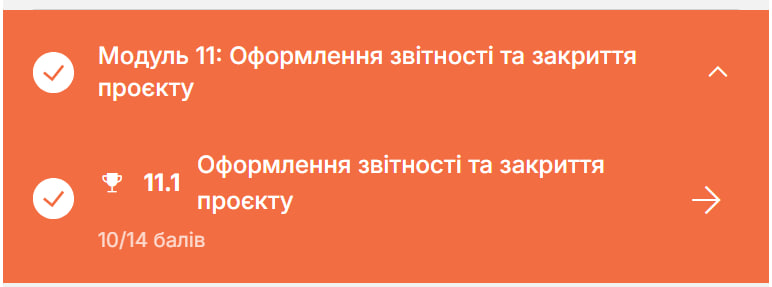 Модуль 11: Оформлення звітності та закриття
проєкту
11.1 Оформлення звітності та закриття
проєкту
10/14 балів